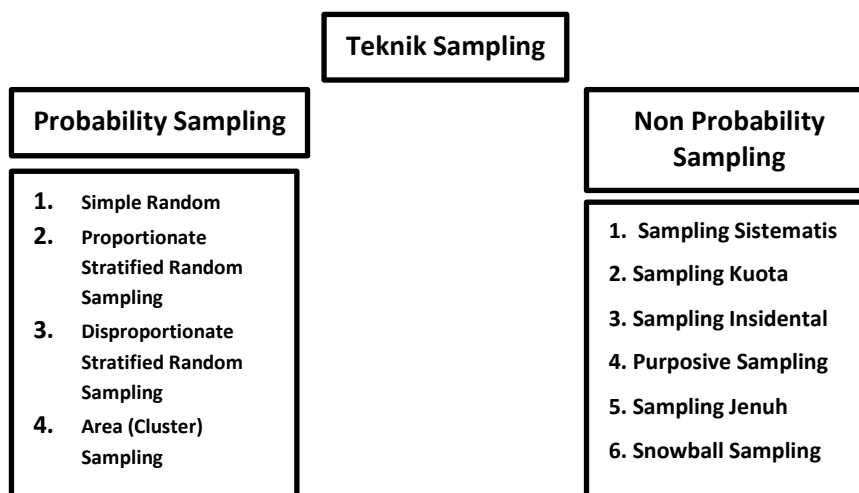 Teknik Sampling
Probability Sampling
1. Simple Random
2. Proportionate
Stratified Random
Sampling
3. Disproportionate
Stratified Random
Sampling
4. Area (Cluster)
Sampling
Non Probability
Sampling
1. Sampling Sistematis
2. Sampling Kuota
3. Sampling Insidental
4. Purposive Sampling
5. Sampling Jenuh
6. Snowball Sampling